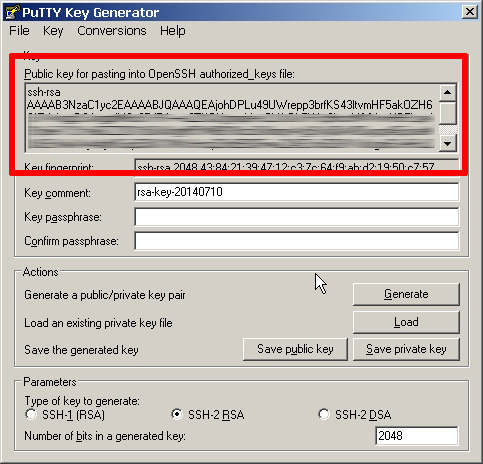 PuTTY Key Generator
File Key Conversions Help
Key
Public key for pasting into OpenSSH authorized_keys file:
ssh-rsa
AAAAB3NzaC1yc2EAAAABJQAAAQEAjohDPLu49UWrepp3brfKS43ltvmHF5akOZH6
Key fingerprint: ssh-rsa 2048 43:84:21:39:47:12:c3:7c:64:f9:ab:d2:19:50:c7:57
Key comment: rsa-key-20140710
Key passphrase:
Confirm passphrase:
Actions
Generate a public/private key pair Generate
Load an existing private key file Load
Save the generated key Save public key Save private key
Parameters
Type of key to generate:
SSH-1 (RSA) SSH-2 RSA SSH-2 DSA
Number of bits in a generated key: 2048